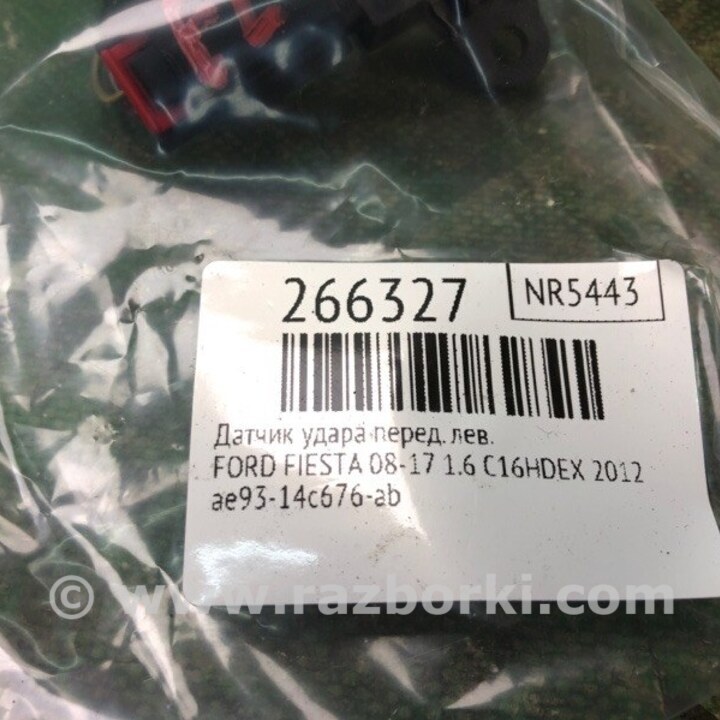 266327
NR5443
Датчик удара перед. лев.
FORD FIESTA 08-17 1.6 C16HDEX 2012
ae93-14c676-ab
© www.razborki.com